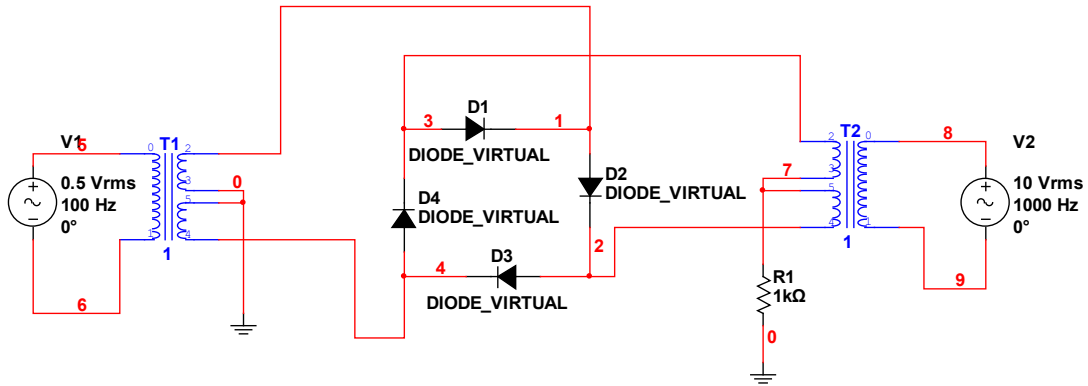 V1
5
0.5 Vrms
100 Hz
0°
6
T1
0
1
2
3
5
4
1
0
0
3
D1
1
DIODE_VIRTUAL
D2
DIODE_VIRTUAL
D4
DIODE_VIRTUAL
2
4
D3
DIODE_VIRTUAL
7
R1
1kΩ
0
T2
2
3
5
4
0
1
1
8
V2
10 Vrms
1000 Hz
0°
9